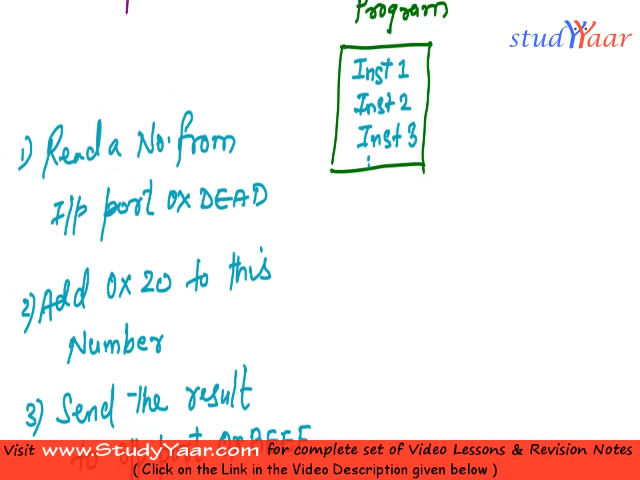 Program
studYYaar
Inst 1
Inst 2
Inst 3
1) Read a No. from
I/p port 0X DEAD
2) Add 0X 20 to this
Number
3) Send the result
Visit www.StudyYaar.com for complete set of Video Lessons & Revision Notes
( Click on the Link in the Video Description given below )